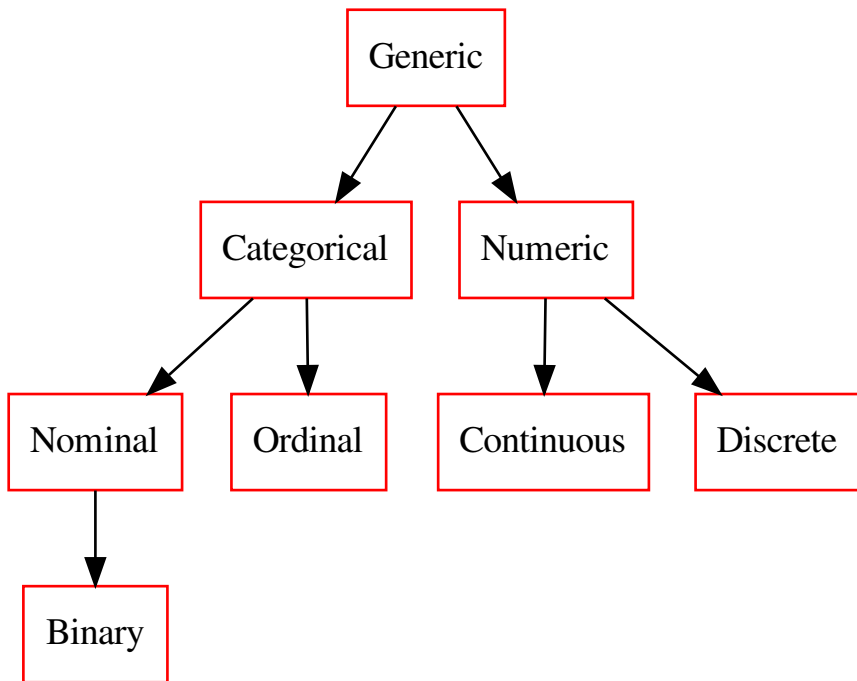 Generic
Categorical
Numeric
Nominal
Ordinal
Continuous
Discrete
Binary